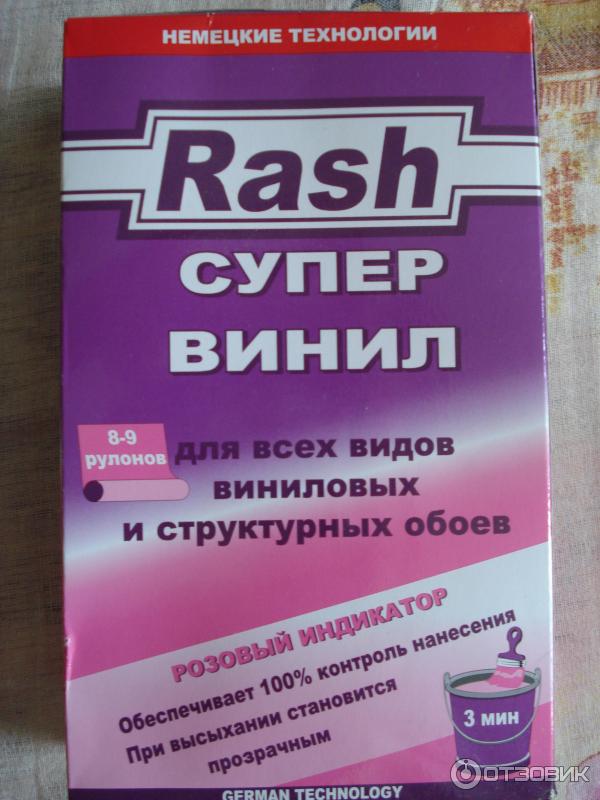 НЕМЕЦКИЕ ТЕХНОЛОГИИ
Rash
СУПЕР
ВИНИЛ
8-9
рулонов
для всех видов
виниловых
и структурных обоев
РОЗОВЫЙ ИНДИКАТОР
Обеспечивает 100% контроль нанесения
При высыхании становится
прозрачным
3 мин
GERMAN TECHNOLOGY
ОТЗОВИК